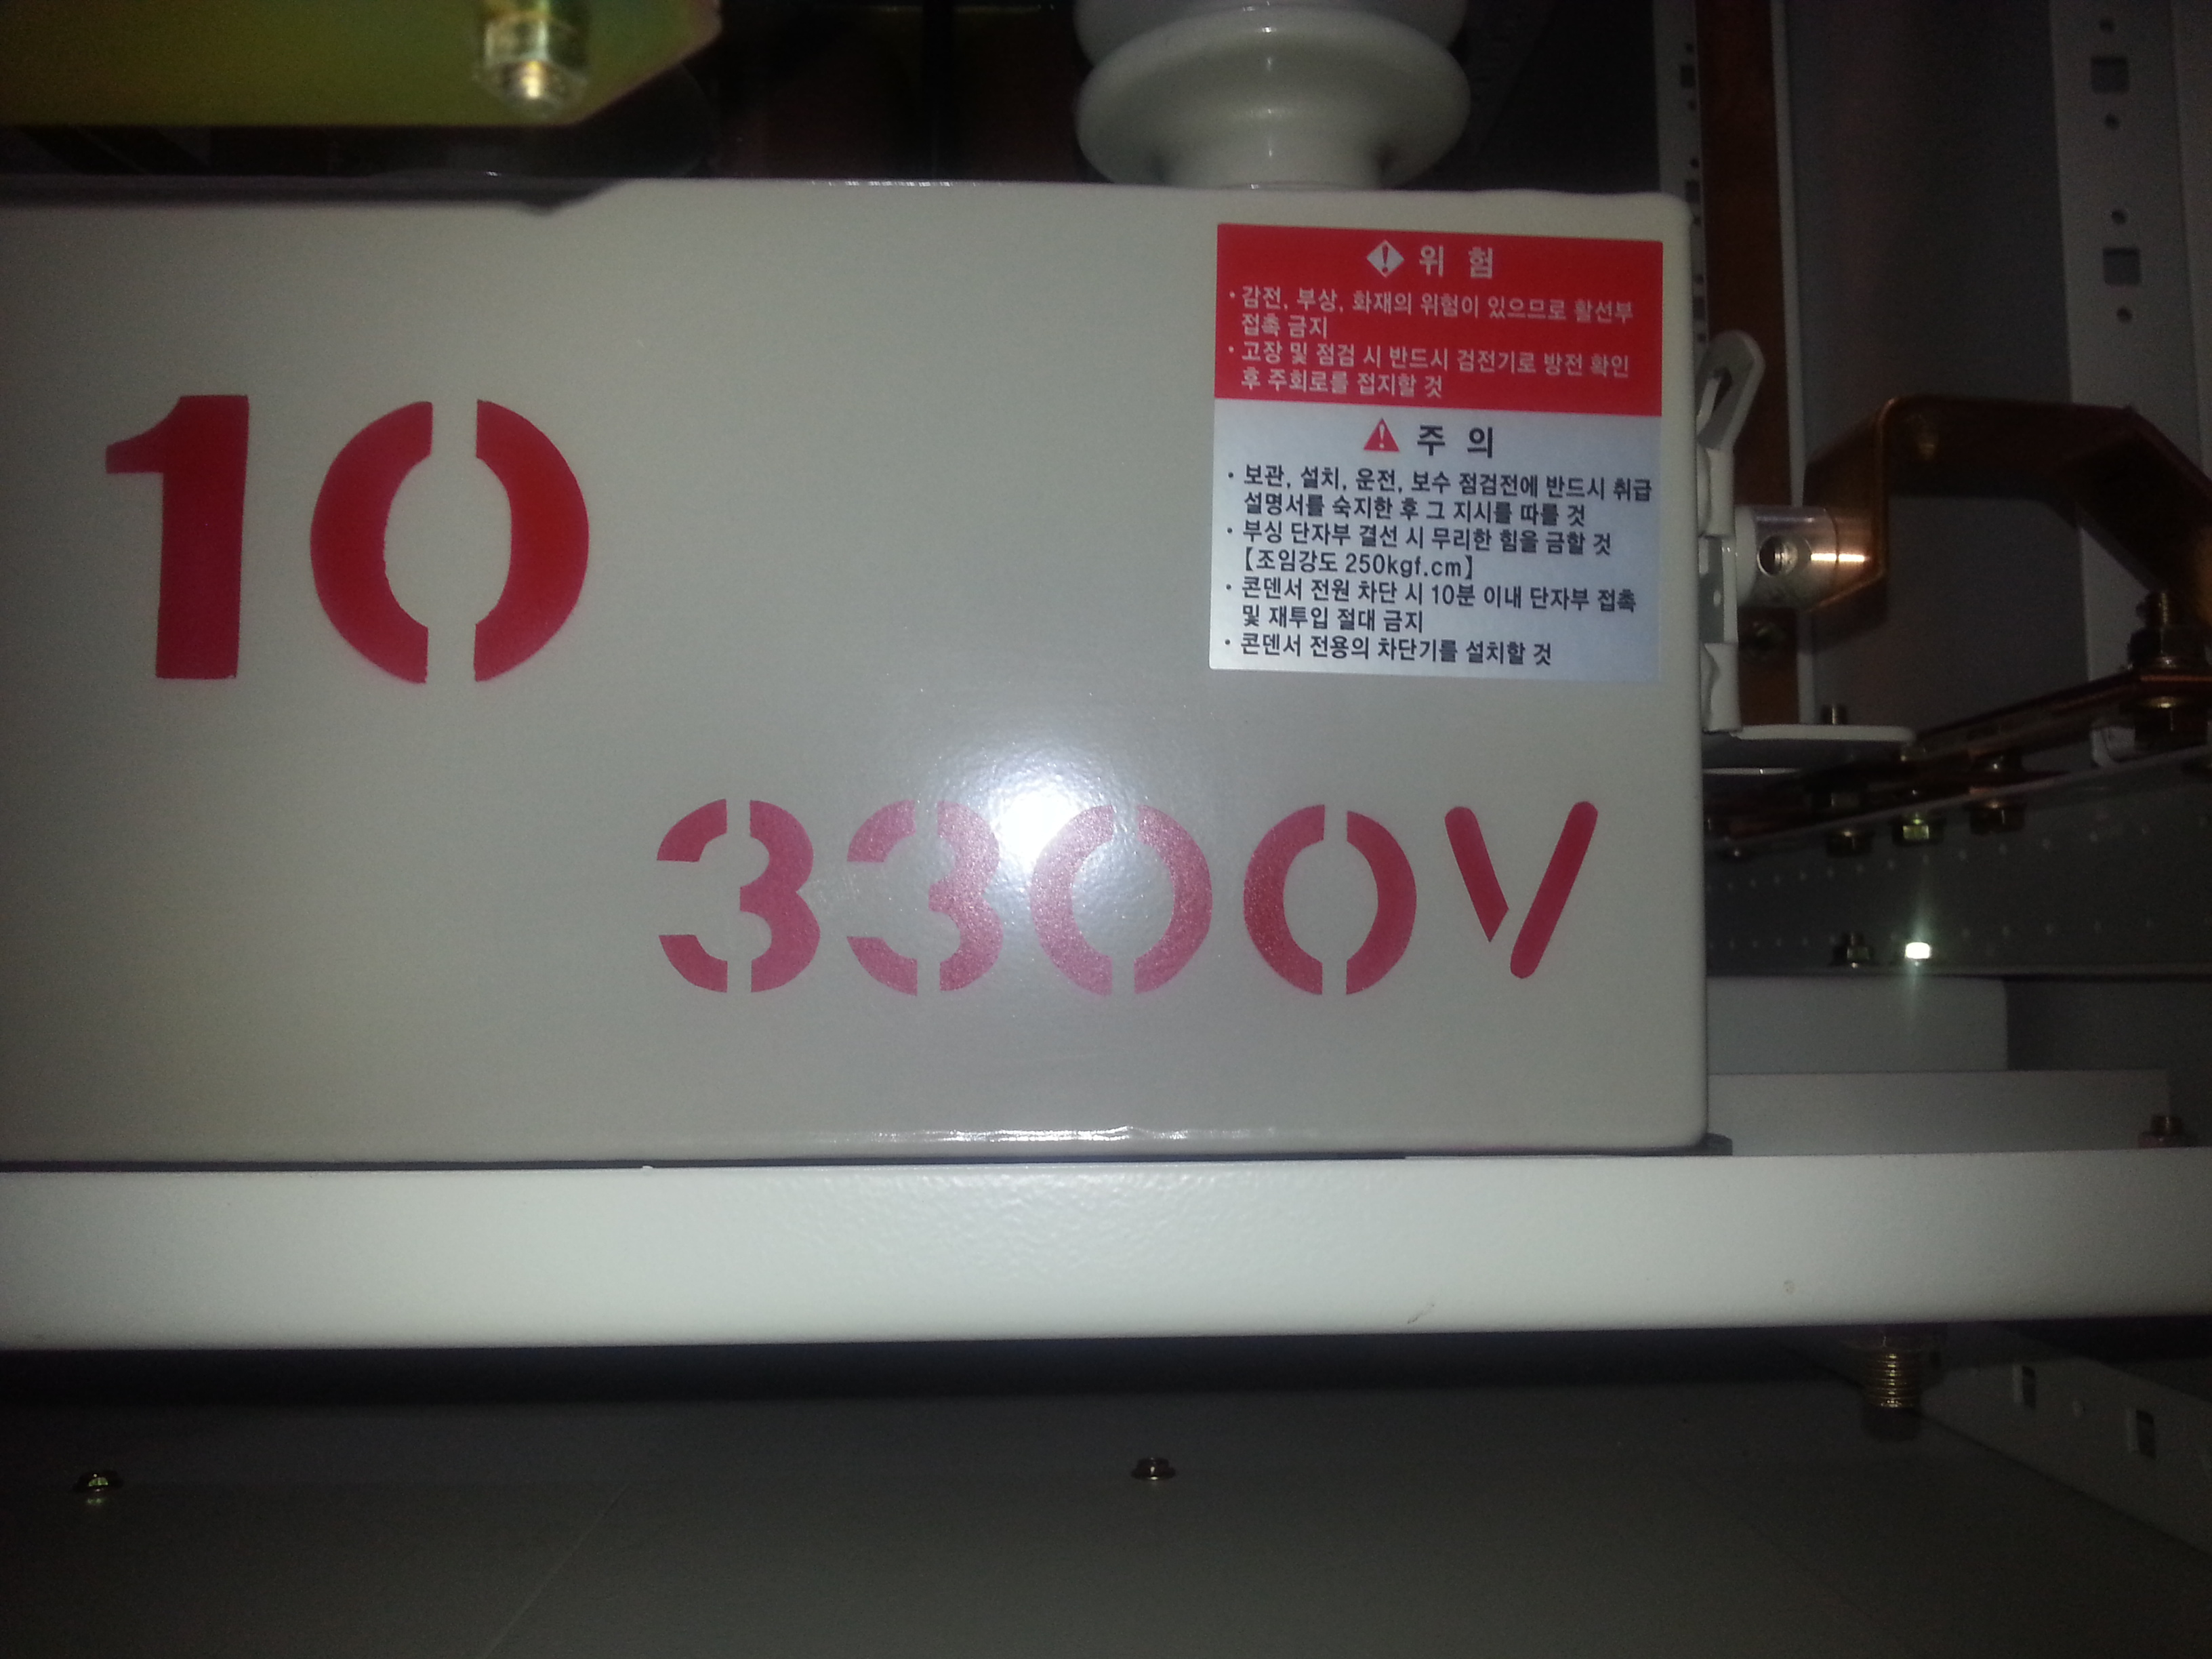 위 험
· 감전, 부상, 화재의 위험이 있으므로 활선부
접촉 금지
· 고장 및 점검 시 반드시 검전기로 방전 확인
후 주회로를 접지할 것
주 의
· 보관, 설치, 운전, 보수 점검전에 반드시 취급
설명서를 숙지한 후 그 지시를 따를 것
· 부싱 단자부 결선 시 무리한 힘을 금할 것
【조임강도 250kgf.cm】
· 콘덴서 전원 차단 시 10분 이내 단자부 접촉
및 재투입 절대 금지
· 콘덴서 전용의 차단기를 설치할 것
10
3300V